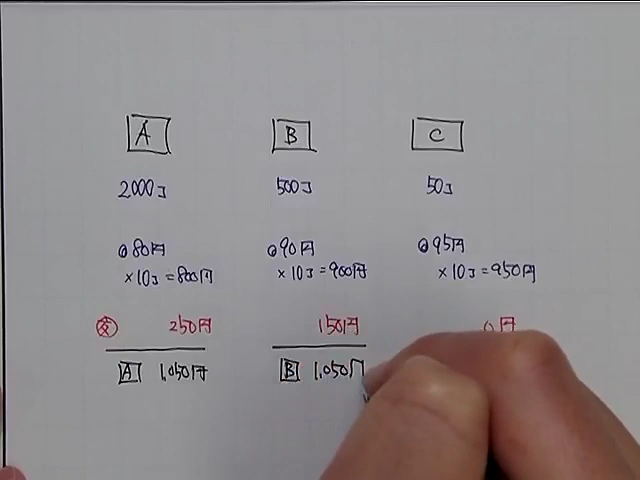 A B C
2000コ 500コ 50コ
@80円 @90円 @95円
×10コ=800円 ×10コ=900円 ×10コ=950円
交 250円 150円 0円
A 1,050円 B 1,050円